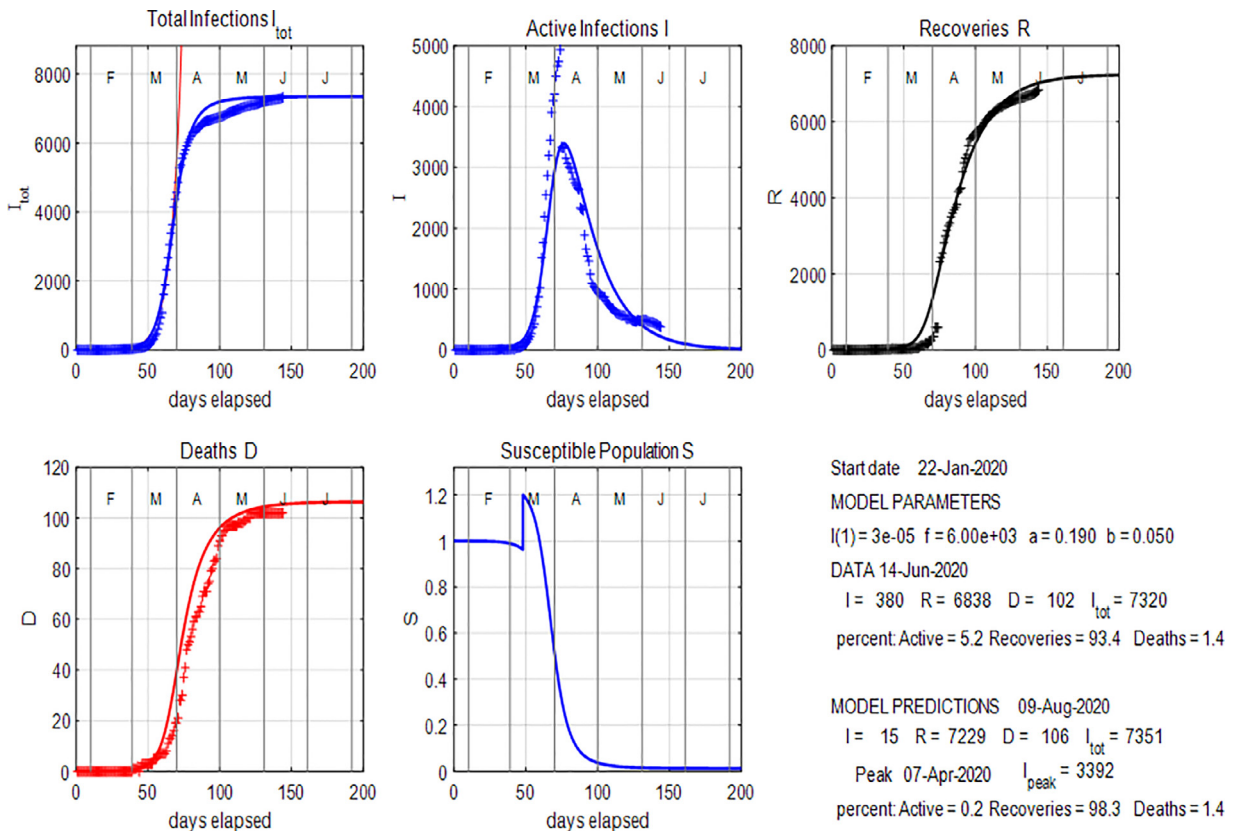 Total Infections I_tot
8000
6000
4000
2000
0
I_tot
F M A M J J
0 50 100 150 200
days elapsed
Active Infections I
5000
4000
3000
2000
1000
0
I
F M A M J J
0 50 100 150 200
days elapsed
Recoveries R
8000
6000
4000
2000
0
R
F M A M J J
0 50 100 150 200
days elapsed
Deaths D
120
100
80
60
40
20
0
D
F M A M J J
0 50 100 150 200
days elapsed
Susceptible Population S
1.2
1
0.8
0.6
0.4
0.2
0
S
F M A M J J
0 50 100 150 200
days elapsed
Start date 22-Jan-2020
MODEL PARAMETERS
I(1) = 3e-05 f = 6.00e+03 a = 0.190 b = 0.050
DATA 14-Jun-2020
I = 380 R = 6838 D = 102 I_tot = 7320
percent: Active = 5.2 Recoveries = 93.4 Deaths = 1.4
MODEL PREDICTIONS 09-Aug-2020
I = 15 R = 7229 D = 106 I_tot = 7351
Peak 07-Apr-2020 I_peak = 3392
percent: Active = 0.2 Recoveries = 98.3 Deaths = 1.4